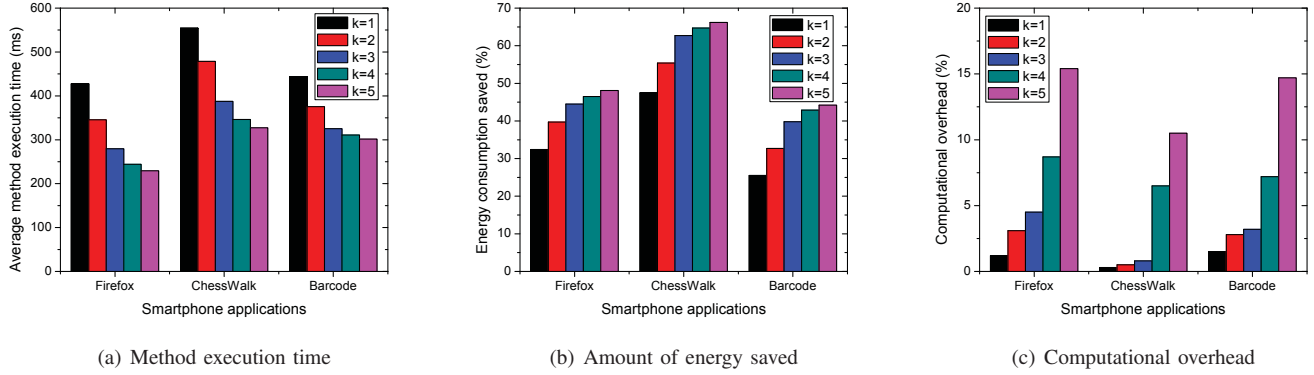 600
500
400
300
200
100
0
Average method execution time (ms)
k=1
k=2
k=3
k=4
k=5
Firefox ChessWalk Barcode
Smartphone applications
(a) Method execution time
70
60
50
40
30
20
10
0
Energy consumption saved (%)
k=1
k=2
k=3
k=4
k=5
Firefox ChessWalk Barcode
Smartphone applications
(b) Amount of energy saved
20
15
10
5
0
Computational overhead (%)
k=1
k=2
k=3
k=4
k=5
Firefox ChessWalk Barcode
Smartphone applications
(c) Computational overhead